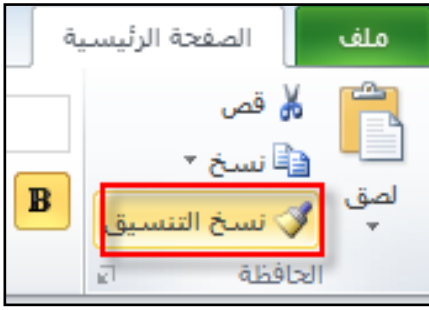 ملف
الصفحة الرئيسية
لصق
قص
نسخ
نسخ التنسيق
الحافظة
B